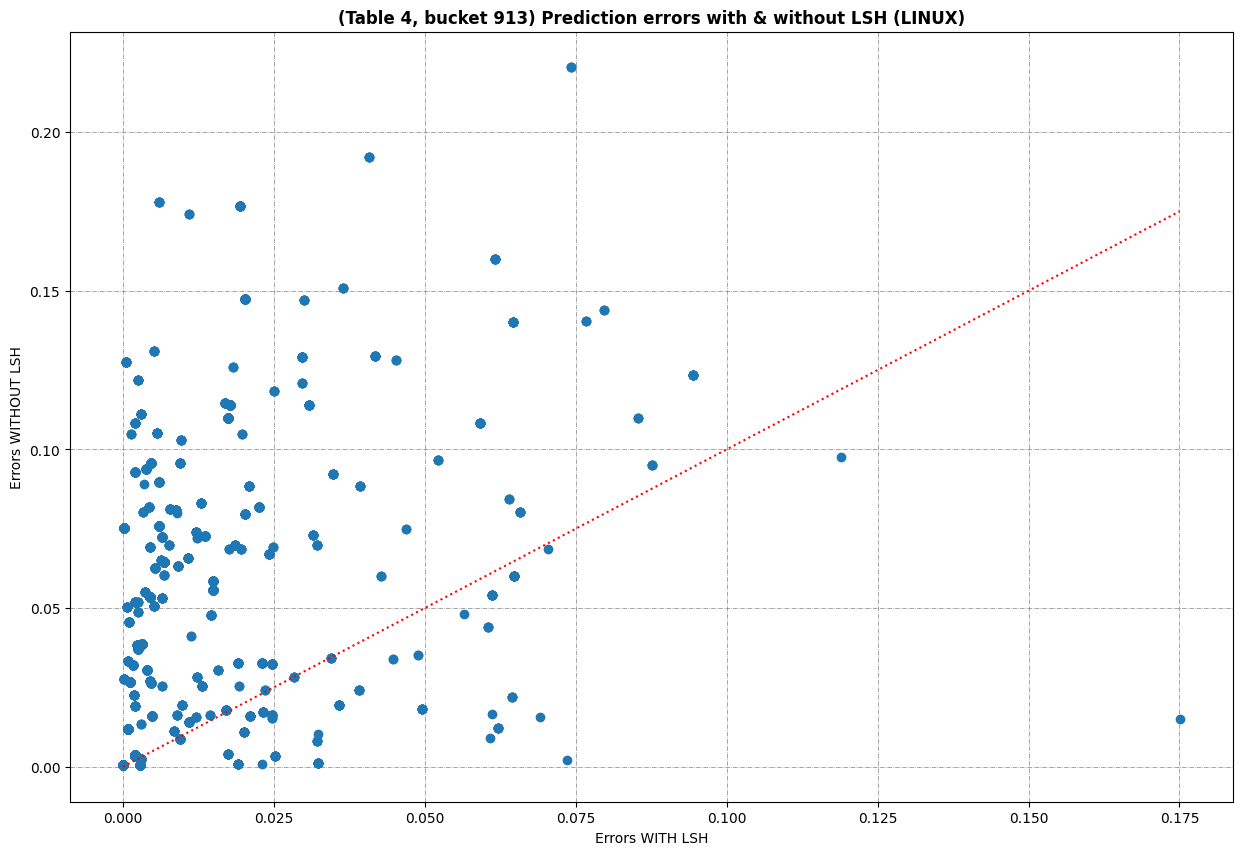 (Table 4, bucket 913) Prediction errors with & without LSH (LINUX)
Errors WITHOUT LSH
0.20
0.15
0.10
0.05
0.00
0.000 0.025 0.050 0.075 0.100 0.125 0.150 0.175
Errors WITH LSH